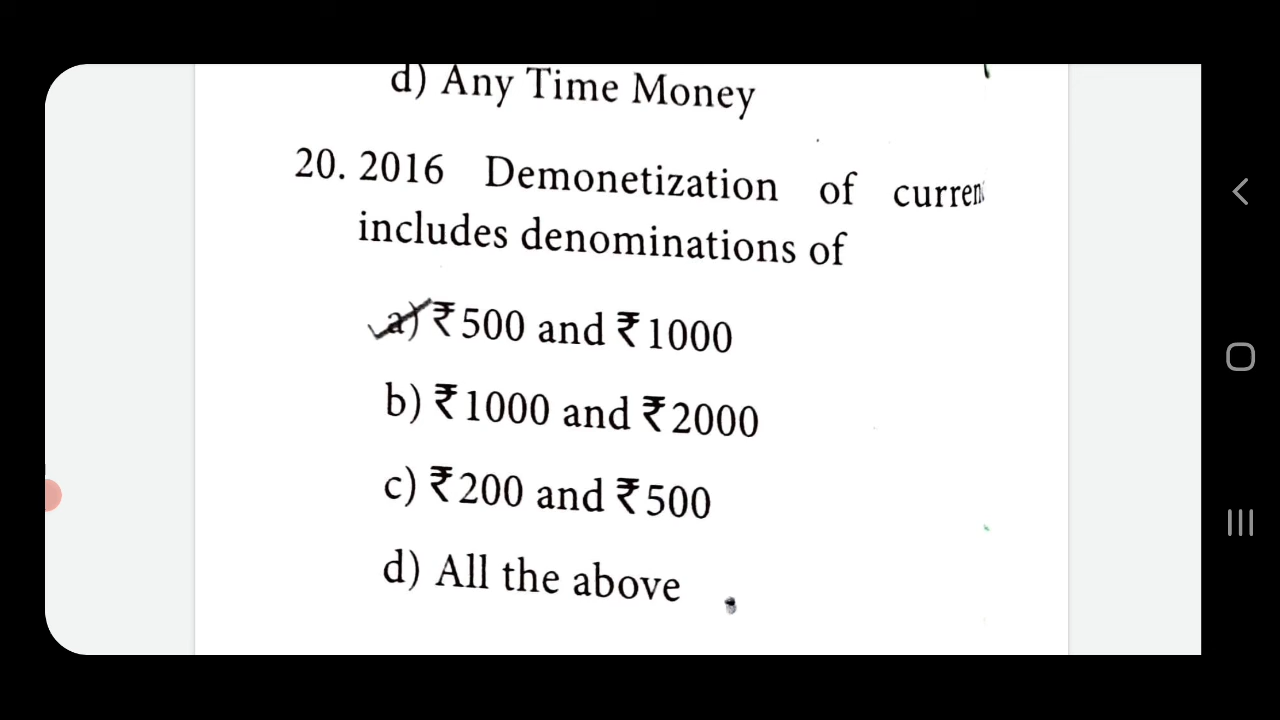 d) Any Time Money
20. 2016 Demonetization of curren
includes denominations of
a) ₹500 and ₹1000
b) ₹1000 and ₹2000
c) ₹200 and ₹500
d) All the above